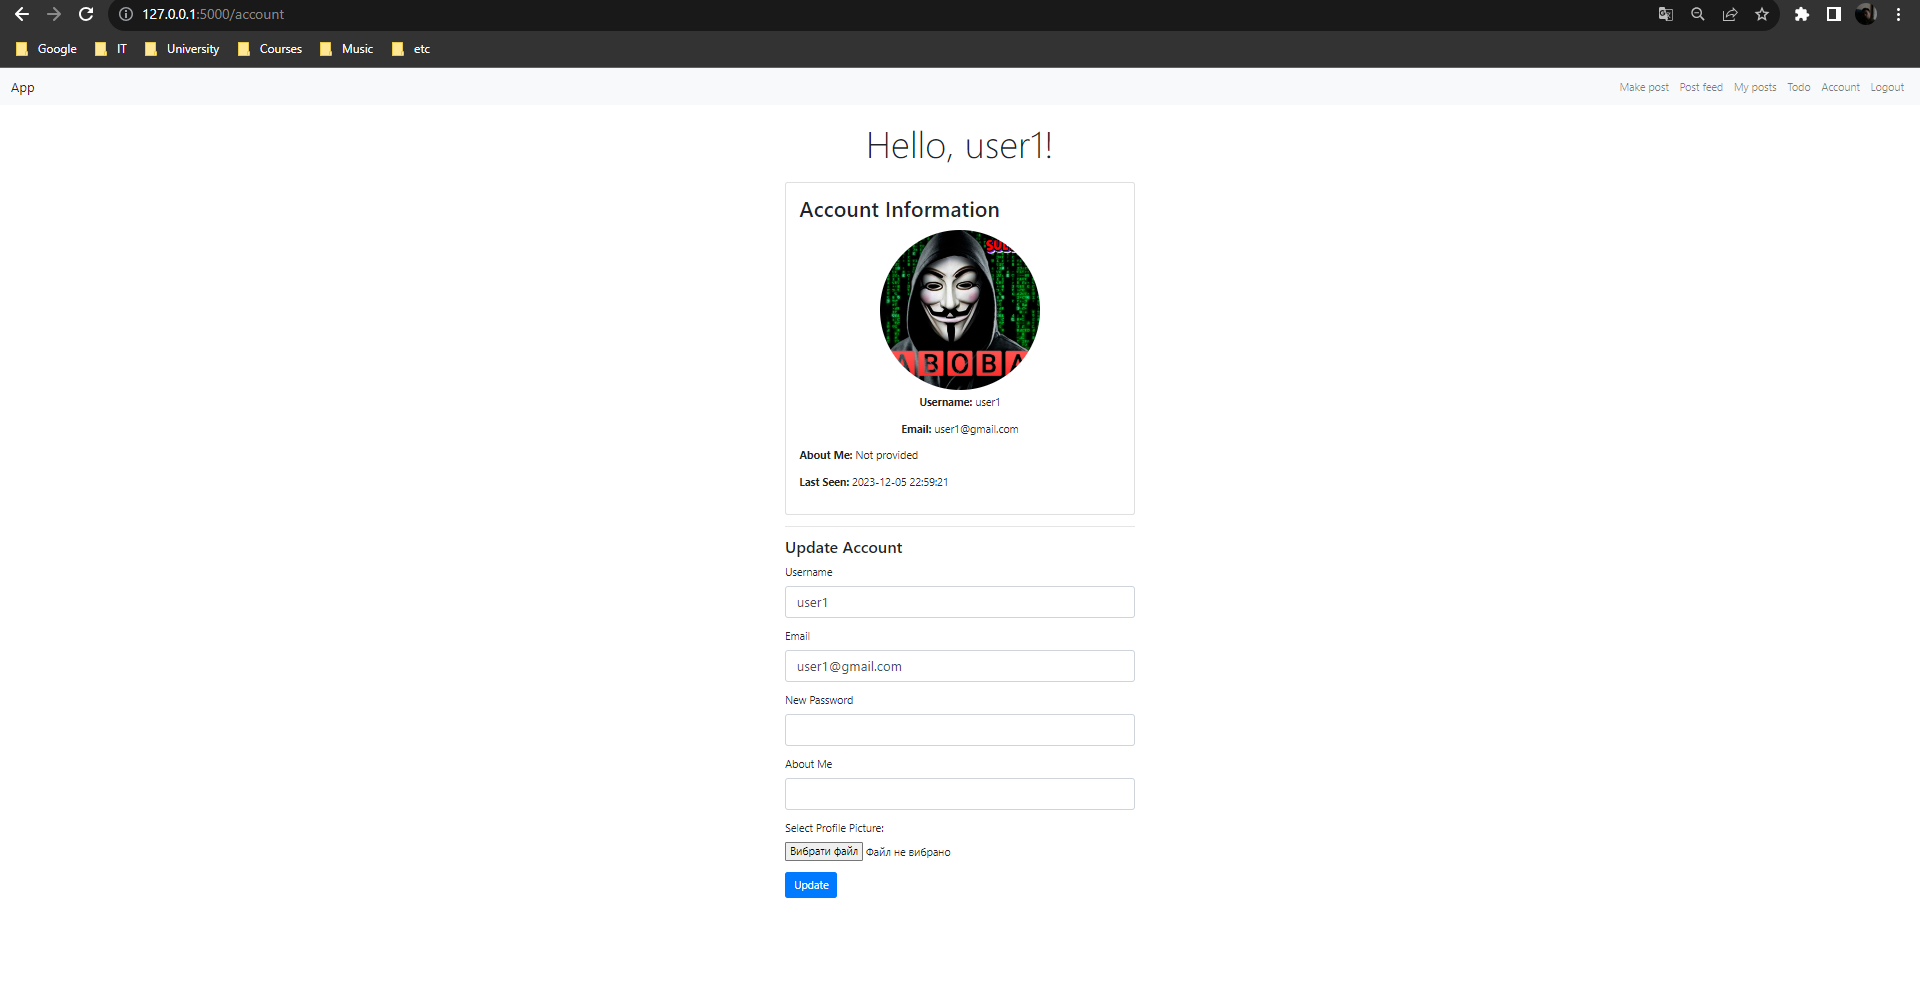 127.0.0.1:5000/account
Google IT University Courses Music etc
App Make post Post feed My posts Todo Account Logout
Hello, user1!
Account Information
ABOBA
Username: user1
Email: user1@gmail.com
About Me: Not provided
Last Seen: 2023-12-05 22:59:21
Update Account
Username
user1
Email
user1@gmail.com
New Password
About Me
Select Profile Picture:
Вибрати файл Файл не вибрано
Update